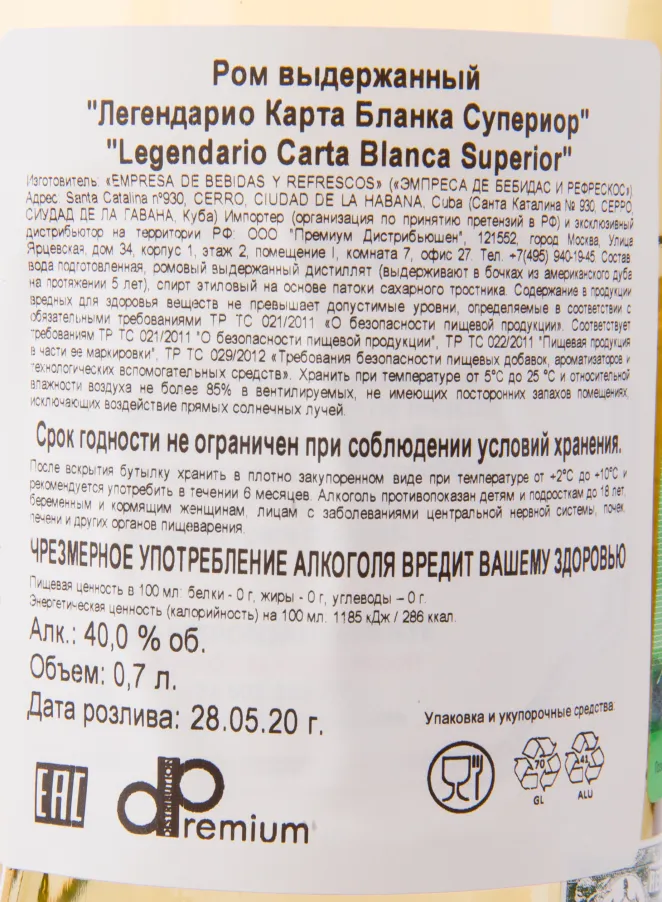 Ром выдержанный
"Легендарио Карта Бланка Супериор"
"Legendario Carta Blanca Superior"
Изготовитель: «EMPRESA DE BEBIDAS Y REFRESCOS» («ЭМПРЕСА ДЕ БЕБИДАС И РЕФРЕСКОС»)
Адрес: Santa Catalina nº930, CERRO, CIUDAD DE LA HABANA, Cuba (Санта Каталина № 930, СЕРРО,
СИУДАД ДЕ ЛА ГАВАНА, Куба) Импортер (организация по принятию претензий в РФ) и эксклюзивный
дистрибьютор на территории РФ: ООО "Премиум Дистрибьюшен", 121552, город Москва, Улица
Ярцевская, дом 34, корпус 1, этаж 2, помещение I, комната 7, офис 27. Тел. +7(495) 940-19-45. Состав:
вода подготовленная, ромовый выдержанный дистиллят (выдерживают в бочках из американского дуба
на протяжении 5 лет), спирт этиловый на основе патоки сахарного тростника. Содержание в продукции
вредных для здоровья веществ не превышает допустимые уровни, определяемые в соответствии с
обязательными требованиями ТР ТС 021/2011 «О безопасности пищевой продукции». Соответствует
требованиям ТР ТС 021/2011 "О безопасности пищевой продукции", ТР ТС 022/2011 "Пищевая продукция
в части ее маркировки", ТР ТС 029/2012 «Требования безопасности пищевых добавок, ароматизаторов и
технологических вспомогательных средств». Хранить при температуре от 5°С до 25 °С и относительной
влажности воздуха не более 85% в вентилируемых, не имеющих посторонних запахов помещениях,
исключающих воздействие прямых солнечных лучей.
Срок годности не ограничен при соблюдении условий хранения.
После вскрытия бутылку хранить в плотно закупоренном виде при температуре от +2°С до +10°С и
рекомендуется употребить в течении 6 месяцев. Алкоголь противопоказан детям и подросткам до 18 лет,
беременным и кормящим женщинам, лицам с заболеваниями центральной нервной системы, почек,
печени и других органов пищеварения.
ЧРЕЗМЕРНОЕ УПОТРЕБЛЕНИЕ АЛКОГОЛЯ ВРЕДИТ ВАШЕМУ ЗДОРОВЬЮ
Пищевая ценность в 100 мл: белки - 0 г, жиры - 0 г, углеводы – 0 г.
Энергетическая ценность (калорийность) на 100 мл: 1185 кДж / 286 ккал.
Алк.: 40,0 % об.
Объем: 0,7 л.
Дата розлива: 28.05.20 г.
Упаковка и укупорочные средства:
EAC
DISTRIBUTION
Premium
70
GL
41
ALU